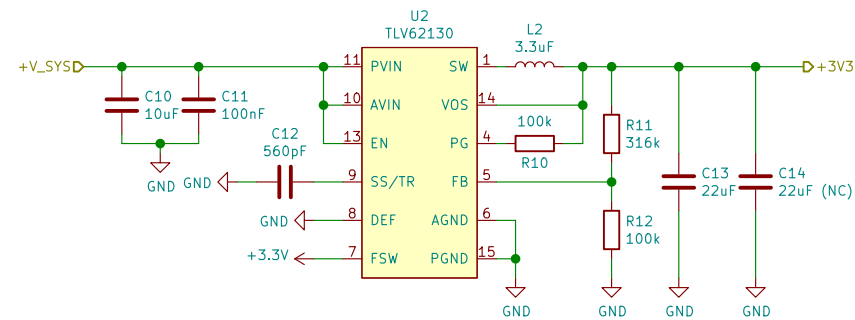 U2
TLV62130
L2
3.3uF
+V_SYS
11 PVIN SW 1
+3V3
C10
10uF
C11
100nF
10 AVIN VOS 14
100k
R11
316k
C12
560pF
13 EN PG 4
R10
GND
GND
9 SS/TR FB 5
C13
22uF
C14
22uF (NC)
GND
8 DEF AGND 6
R12
100k
+3.3V
7 FSW PGND 15
GND
GND
GND
GND